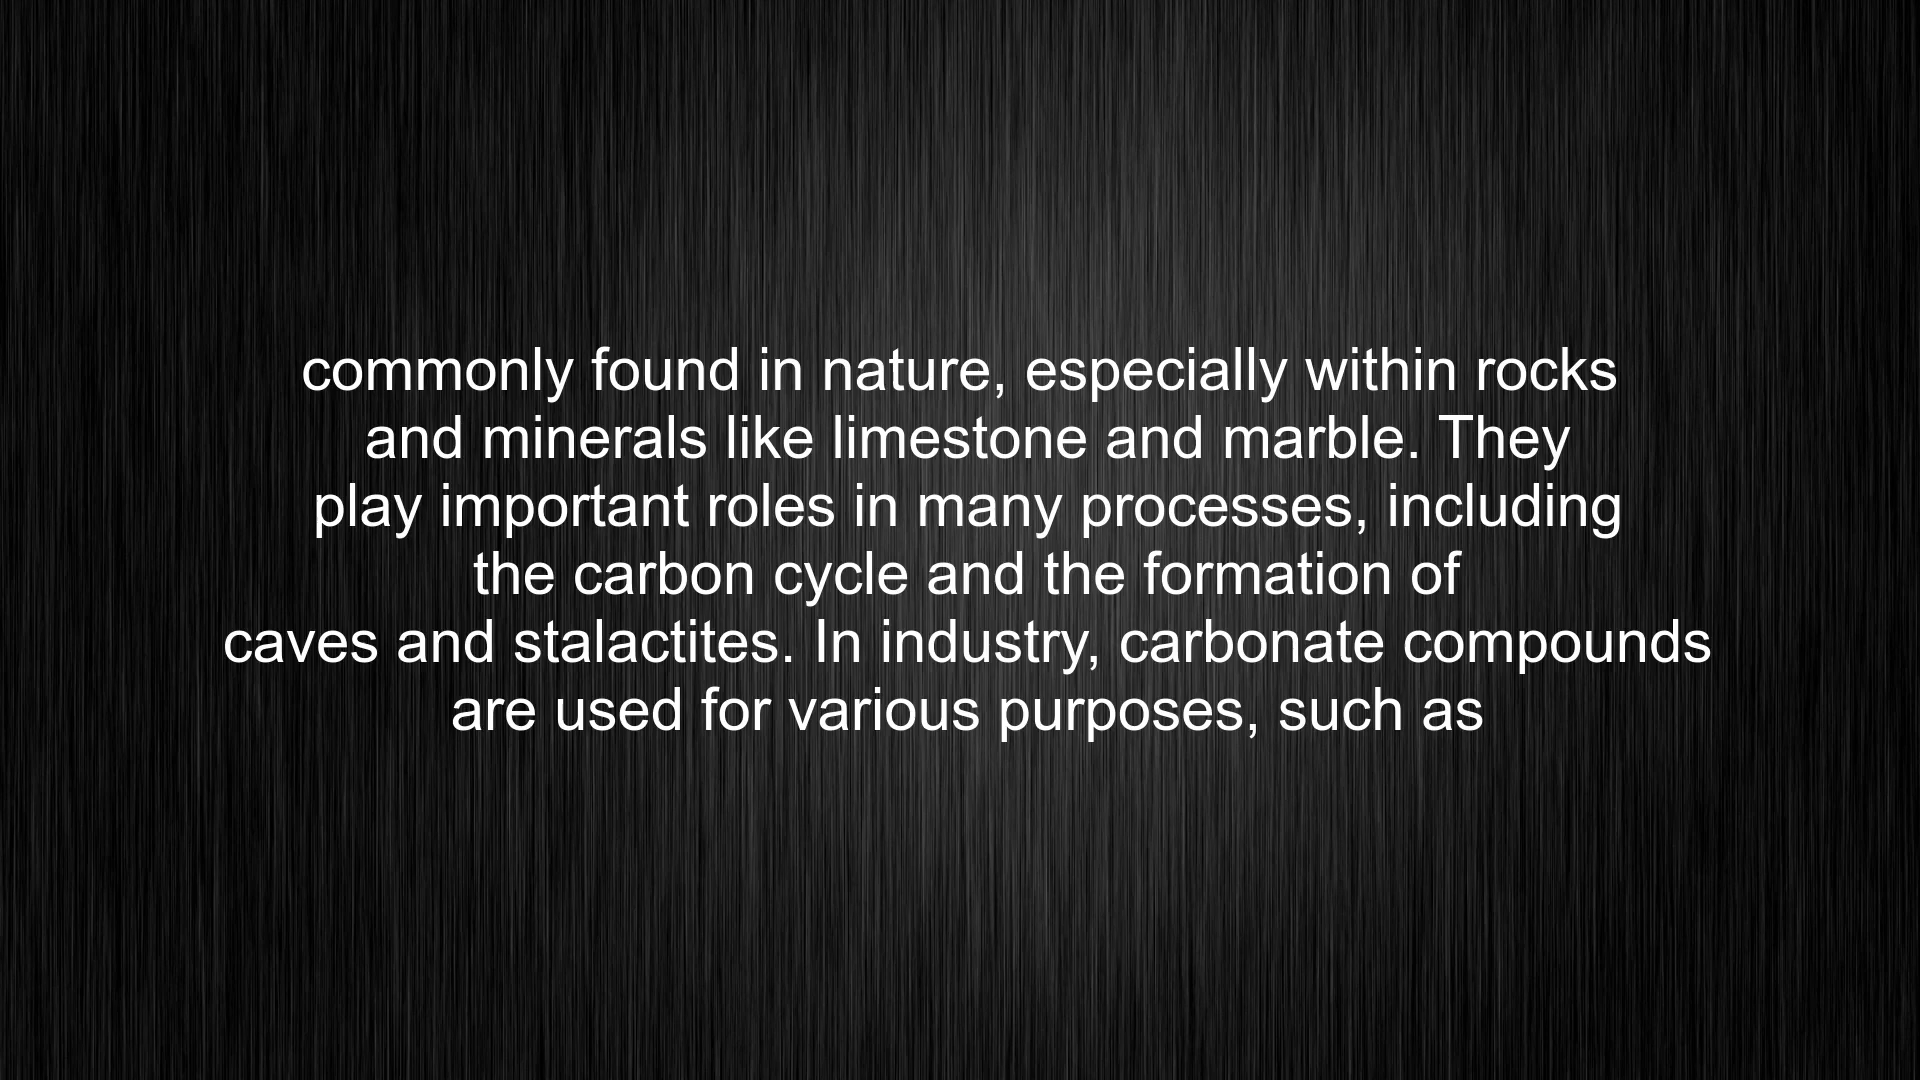 commonly found in nature, especially within rocks
and minerals like limestone and marble. They
play important roles in many processes, including
the carbon cycle and the formation of
caves and stalactites. In industry, carbonate compounds
are used for various purposes, such as